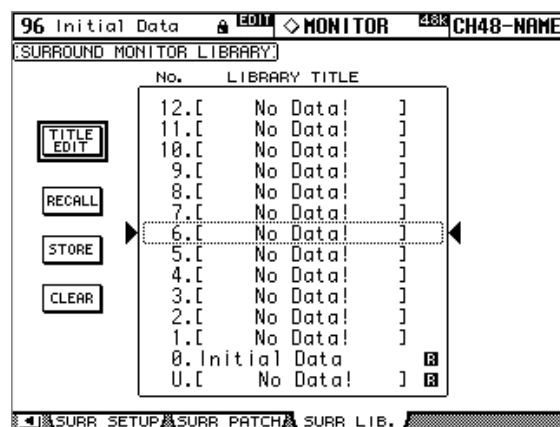 96 Initial Data EDIT ◇MONITOR 48K CH48-NAME
SURROUND MONITOR LIBRARY
No. LIBRARY TITLE
12.[ No Data! ]
11.[ No Data! ]
10.[ No Data! ]
9.[ No Data! ]
8.[ No Data! ]
7.[ No Data! ]
6.[ No Data! ]
5.[ No Data! ]
4.[ No Data! ]
3.[ No Data! ]
2.[ No Data! ]
1.[ No Data! ]
0.Initial Data R
U.[ No Data! ] R
TITLE
EDIT
RECALL
STORE
CLEAR
SURR SETUP SURR PATCH SURR LIB.